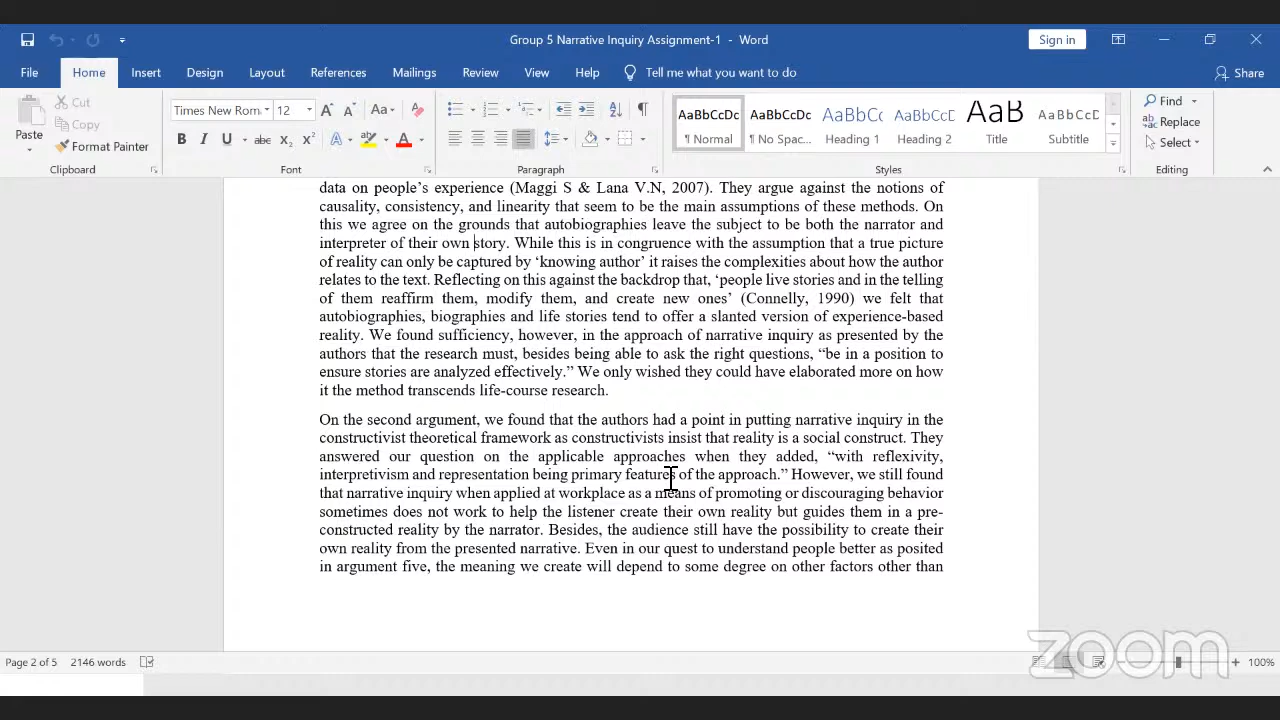 Group 5 Narrative Inquiry Assignment-1 - Word
Sign in
File Home Insert Design Layout References Mailings Review View Help Tell me what you want to do Share
Paste
Cut
Copy
Format Painter
Clipboard
Times New Rom
12
Aa
B I U abc X₂ X²
A
Font
Paragraph
AaBbCcDc AaBbCcDc AaBbCc AaBbCcDc AaB AaBbCcD
¶ Normal ¶ No Spac... Heading 1 Heading 2 Title Subtitle
Styles
Find
Replace
Select
Editing
data on people’s experience (Maggi S & Lana V.N, 2007). They argue against the notions of
causality, consistency, and linearity that seem to be the main assumptions of these methods. On
this we agree on the grounds that autobiographies leave the subject to be both the narrator and
interpreter of their own story. While this is in congruence with the assumption that a true picture
of reality can only be captured by ‘knowing author’ it raises the complexities about how the author
relates to the text. Reflecting on this against the backdrop that, ‘people live stories and in the telling
of them reaffirm them, modify them, and create new ones’ (Connelly, 1990) we felt that
autobiographies, biographies and life stories tend to offer a slanted version of experience-based
reality. We found sufficiency, however, in the approach of narrative inquiry as presented by the
authors that the research must, besides being able to ask the right questions, “be in a position to
ensure stories are analyzed effectively.” We only wished they could have elaborated more on how
it the method transcends life-course research.
On the second argument, we found that the authors had a point in putting narrative inquiry in the
constructivist theoretical framework as constructivists insist that reality is a social construct. They
answered our question on the applicable approaches when they added, “with reflexivity,
interpretivism and representation being primary features of the approach.” However, we still found
that narrative inquiry when applied at workplace as a means of promoting or discouraging behavior
sometimes does not work to help the listener create their own reality but guides them in a pre-
constructed reality by the narrator. Besides, the audience still have the possibility to create their
own reality from the presented narrative. Even in our quest to understand people better as posited
in argument five, the meaning we create will depend to some degree on other factors other than
Page 2 of 5 2146 words
100%
zoom